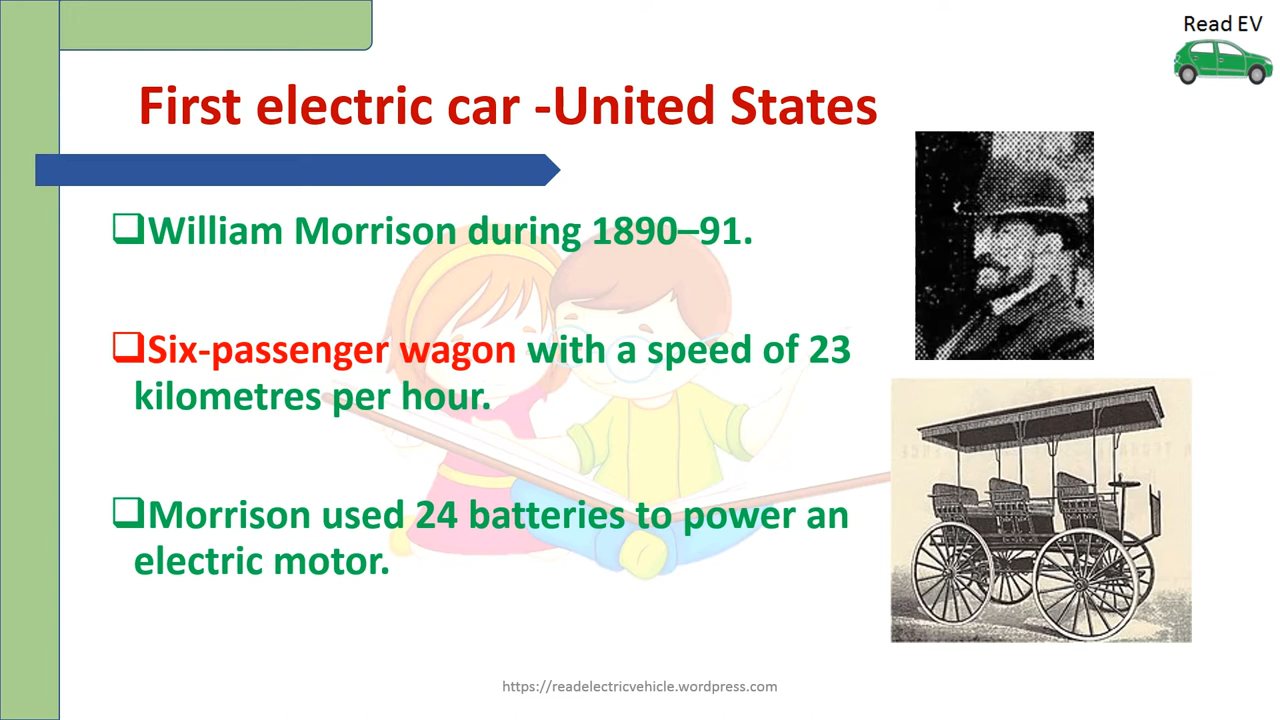 Read EV
First electric car -United States
❑William Morrison during 1890–91.
❑Six-passenger wagon with a speed of 23
kilometres per hour.
❑Morrison used 24 batteries to power an
electric motor.
https://readelectricvehicle.wordpress.com